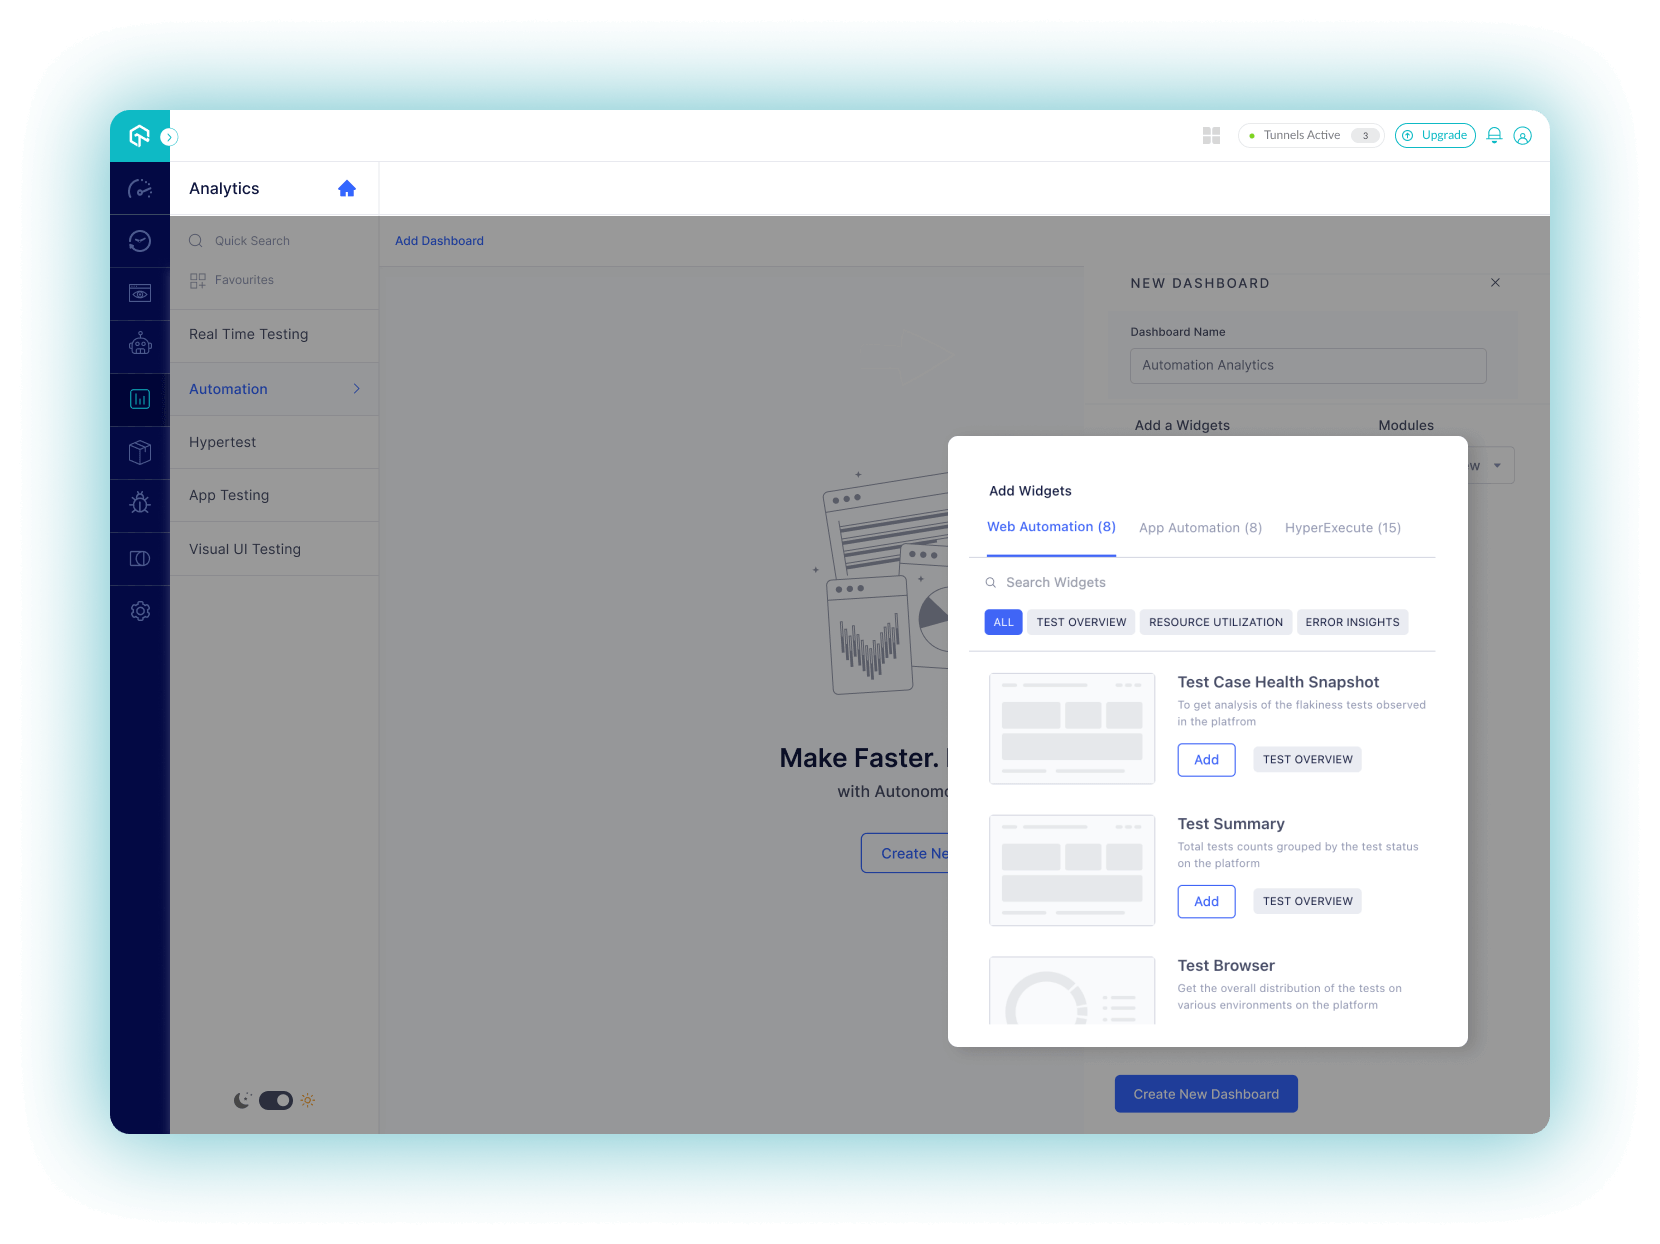 Tunnels Active 3
Upgrade
Analytics
Quick Search
Favourites
Real Time Testing
Automation
Hypertest
App Testing
Visual UI Testing
Add Dashboard
Make Faster.
with
Create
NEW DASHBOARD
Dashboard Name
Automation Analytics
Add a Widgets
Modules
Add Widgets
Web Automation (8)
App Automation (8)
HyperExecute (15)
Search Widgets
ALL
TEST OVERVIEW
RESOURCE UTILIZATION
ERROR INSIGHTS
Test Case Health Snapshot
To get analysis of the flakiness tests observed
in the platfrom
Add
TEST OVERVIEW
Test Summary
Total tests counts grouped by the test status
on the platform
Add
TEST OVERVIEW
Test Browser
Get the overall distribution of the tests on
various environments on the platform
Create New Dashboard